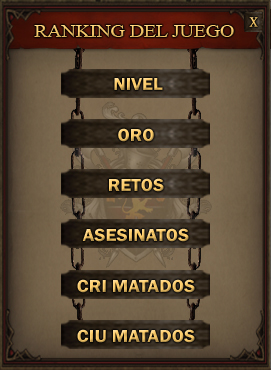 RANKING DEL JUEGO
X
NIVEL
ORO
RETOS
ASESINATOS
CRI MATADOS
CIU MATADOS